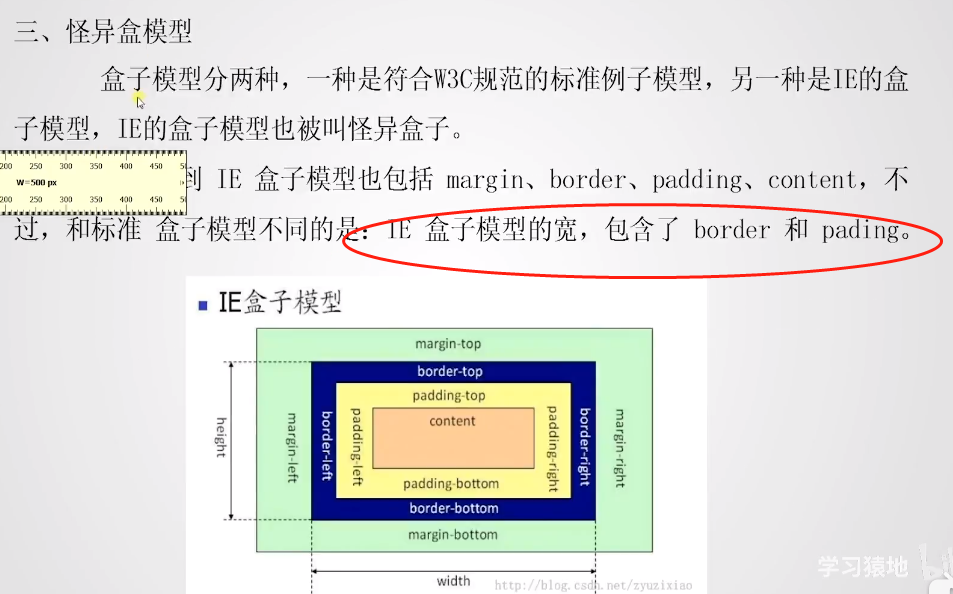 三、怪异盒模型
盒子模型分两种，一种是符合W3C规范的标准例子模型，另一种是IE的盒
子模型，IE的盒子模型也被叫怪异盒子。
200 250 300 350 400 450
W=500 px
200 250 300 350 400 450
到 IE 盒子模型也包括 margin、border、padding、content，不
过，和标准 盒子模型不同的是：IE 盒子模型的宽，包含了 border 和 pading。
IE盒子模型
margin-top
border-top
padding-top
content
height
margin-left
border-left
padding-left
padding-right
border-right
margin-right
padding-bottom
border-bottom
margin-bottom
width
http://blog.csdn.net/zyuzixiao
学习猿地